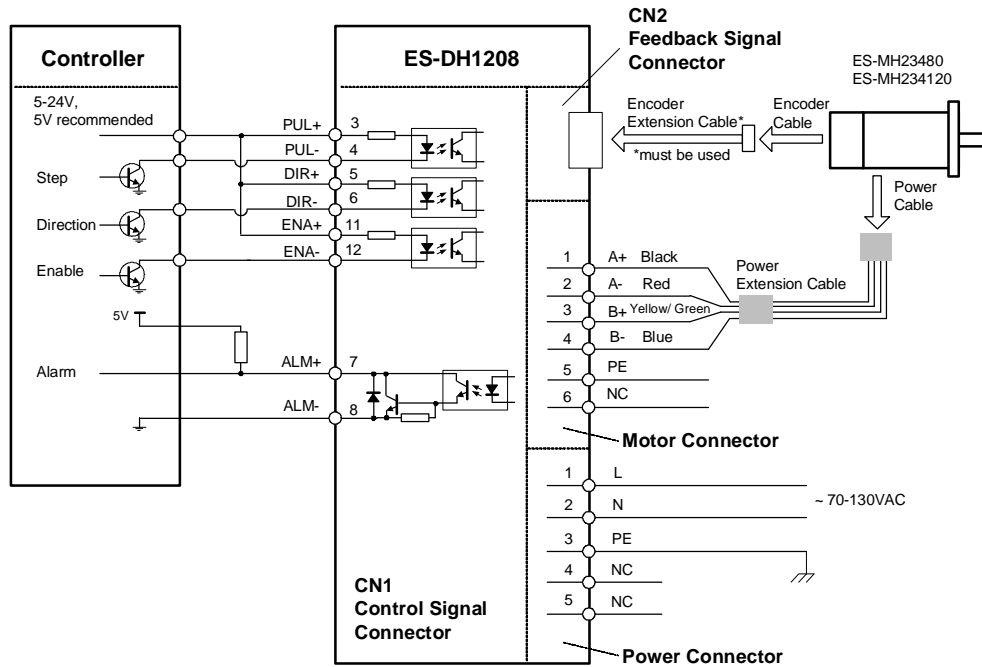 Controller
5-24V,
5V recommended
Step
Direction
Enable
5V
Alarm
ES-DH1208
PUL+ 3
PUL- 4
DIR+ 5
DIR- 6
ENA+ 11
ENA- 12
ALM+ 7
ALM- 8
CN1
Control Signal
Connector
CN2
Feedback Signal
Connector
Encoder
Extension Cable*
*must be used
Encoder
Cable
ES-MH23480
ES-MH234120
Power
Cable
Power
Extension Cable
1 A+ Black
2 A- Red
3 B+ Yellow/ Green
4 B- Blue
5 PE
6 NC
Motor Connector
1 L
2 N
~ 70-130VAC
3 PE
4 NC
5 NC
Power Connector